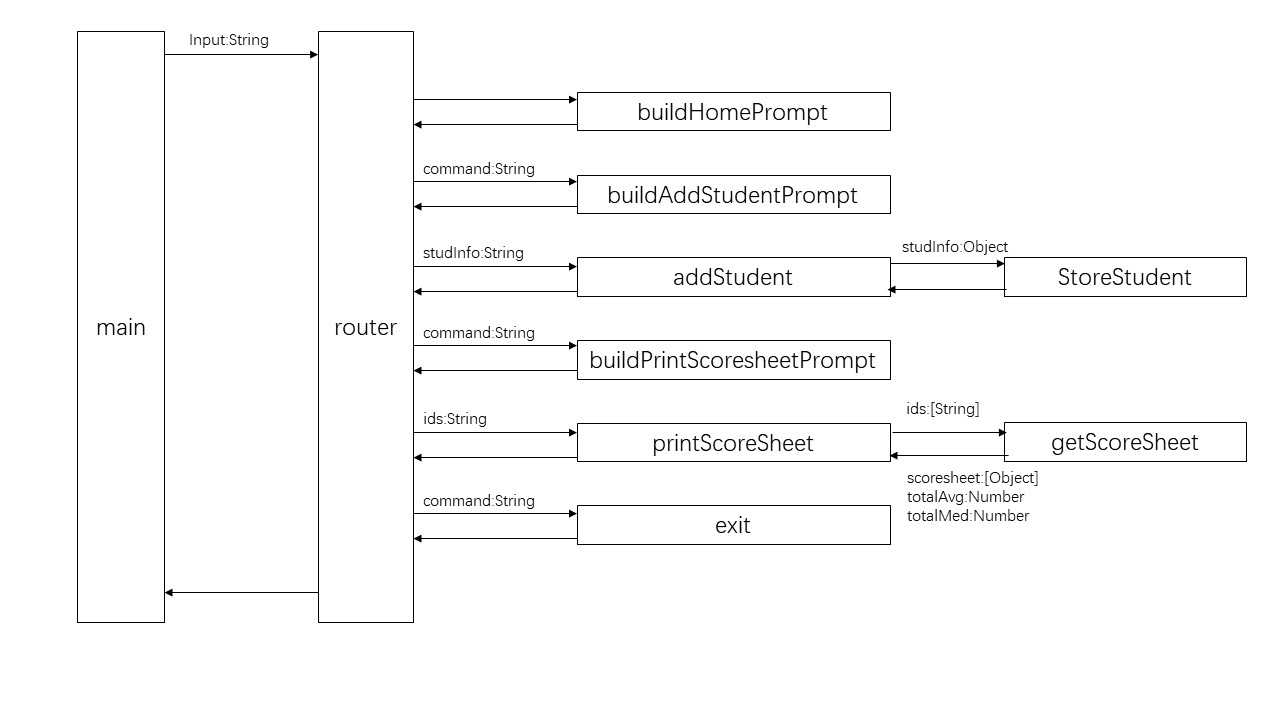 Input:String
main
router
buildHomePrompt
command:String
buildAddStudentPrompt
studInfo:String
addStudent
studInfo:Object
StoreStudent
command:String
buildPrintScoresheetPrompt
ids:String
printScoreSheet
ids:[String]
getScoreSheet
scoresheet:[Object]
totalAvg:Number
totalMed:Number
command:String
exit